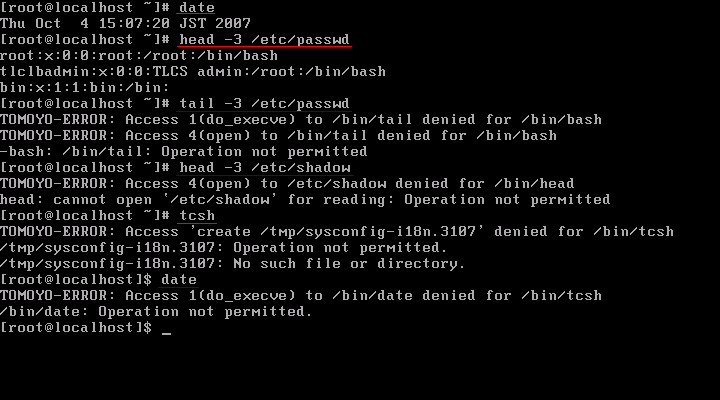 [root@localhost ~]# date
Thu Oct  4 15:07:20 JST 2007
[root@localhost ~]# head -3 /etc/passwd
root:x:0:0:root:/root:/bin/bash
tlclbadmin:x:0:0:TLCS admin:/root:/bin/bash
bin:x:1:1:bin:/bin:
[root@localhost ~]# tail -3 /etc/passwd
TOMOYO-ERROR: Access 1(do_execve) to /bin/tail denied for /bin/bash
TOMOYO-ERROR: Access 4(open) to /bin/tail denied for /bin/bash
-bash: /bin/tail: Operation not permitted
[root@localhost ~]# head -3 /etc/shadow
TOMOYO-ERROR: Access 4(open) to /etc/shadow denied for /bin/head
head: cannot open `/etc/shadow' for reading: Operation not permitted
[root@localhost ~]# tcsh
TOMOYO-ERROR: Access 'create /tmp/sysconfig-i18n.3107' denied for /bin/tcsh
/tmp/sysconfig-i18n.3107: Operation not permitted.
/tmp/sysconfig-i18n.3107: No such file or directory.
[root@localhost]$ date
TOMOYO-ERROR: Access 1(do_execve) to /bin/date denied for /bin/tcsh
/bin/date: Operation not permitted.
[root@localhost]$ _